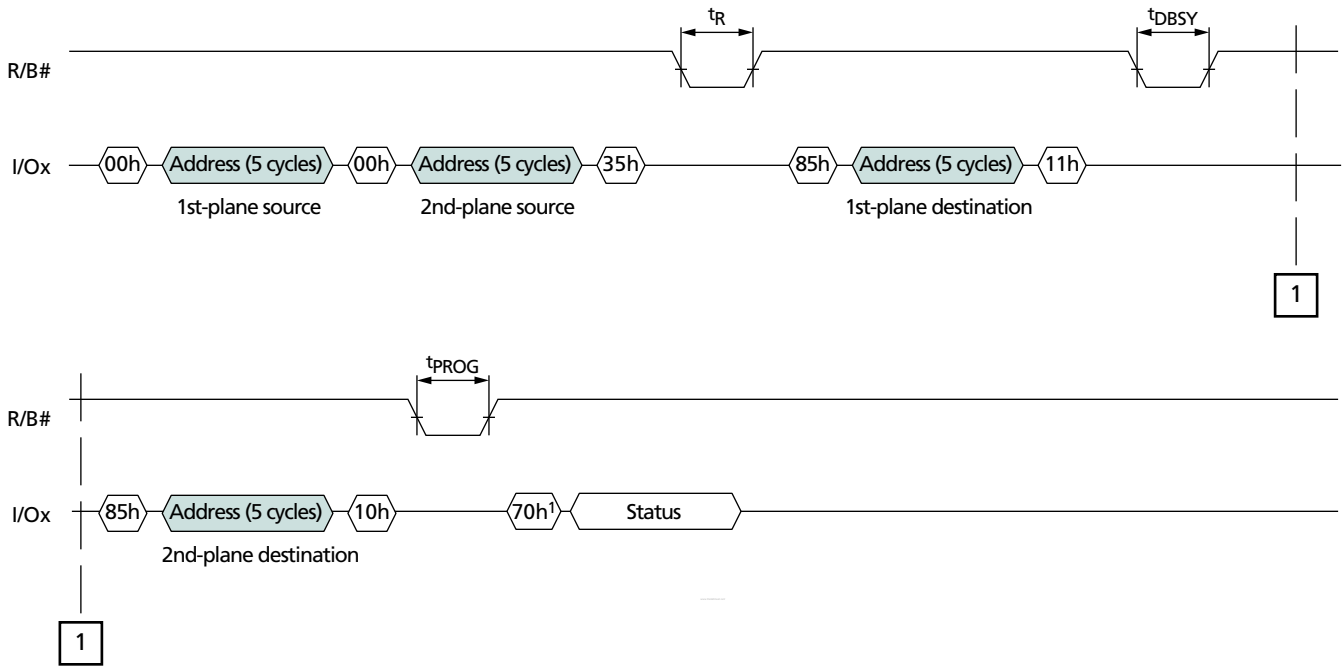 tR
tDBSY
R/B#
I/Ox
00h
Address (5 cycles)
00h
Address (5 cycles)
35h
85h
Address (5 cycles)
11h
1st-plane source
2nd-plane source
1st-plane destination
1
tPROG
R/B#
I/Ox
85h
Address (5 cycles)
10h
70h1
Status
2nd-plane destination
1